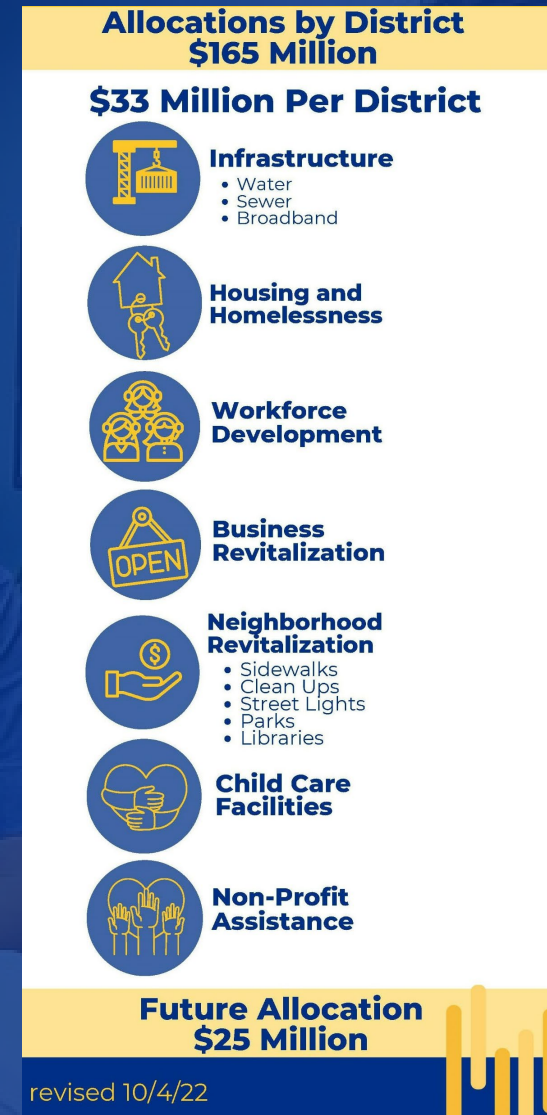 Allocations by District
$165 Million
$33 Million Per District
Infrastructure
• Water
• Sewer
• Broadband
Housing and
Homelessness
Workforce
Development
OPEN
Business
Revitalization
Neighborhood
Revitalization
$
• Sidewalks
• Clean Ups
• Street Lights
• Parks
• Libraries
Child Care
Facilities
Non-Profit
Assistance
Future Allocation
$25 Million
revised 10/4/22